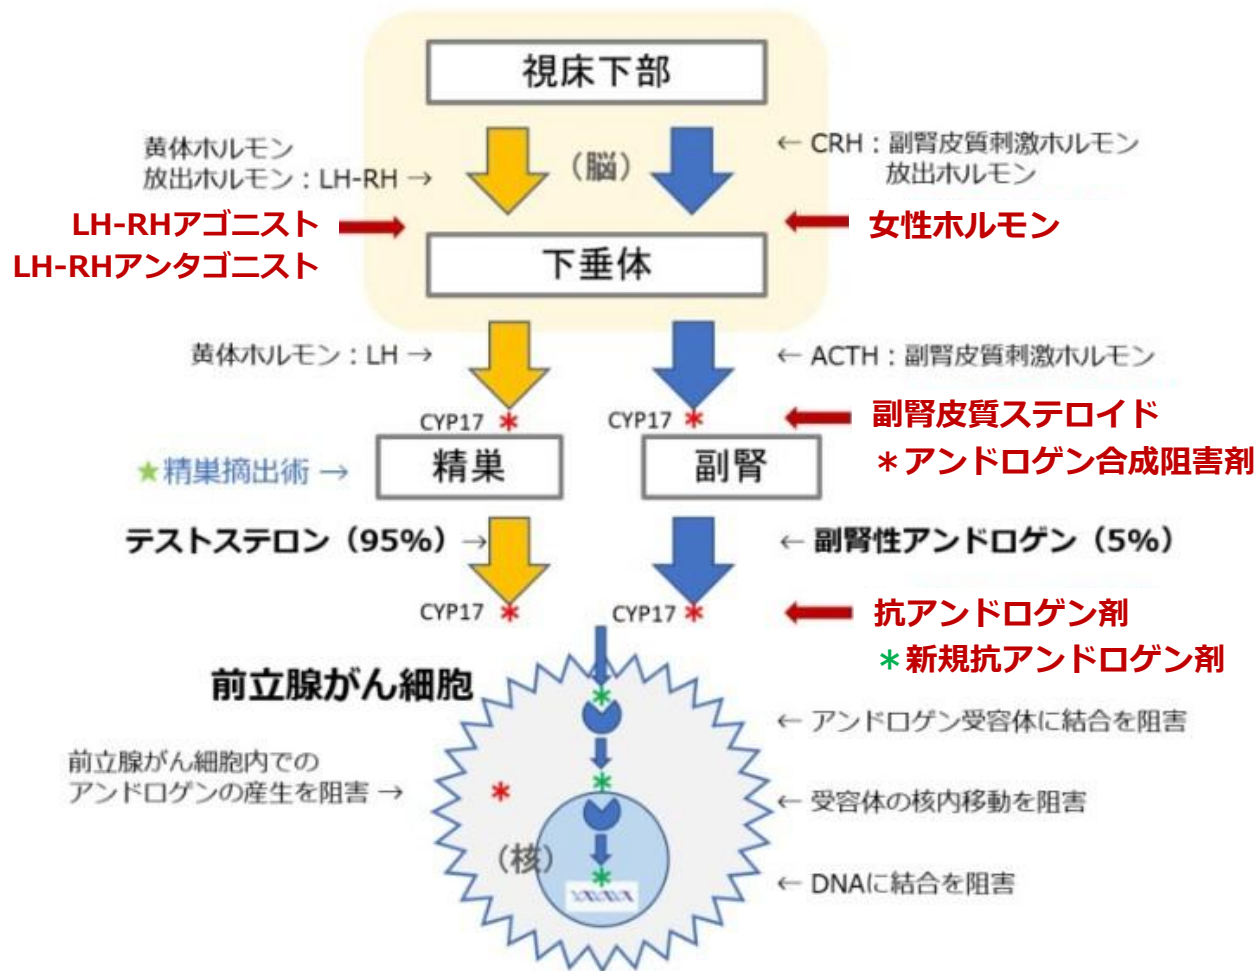 視床下部
黄体ホルモン
放出ホルモン：LH-RH →
（脳）
← CRH：副腎皮質刺激ホルモン
放出ホルモン
LH-RHアゴニスト
LH-RHアンタゴニスト
女性ホルモン
下垂体
黄体ホルモン：LH →
← ACTH：副腎皮質刺激ホルモン
CYP17 *
CYP17 *
副腎皮質ステロイド
＊アンドロゲン合成阻害剤
★精巣摘出術 →
精巣
副腎
テストステロン（95%）→
← 副腎性アンドロゲン（5%）
CYP17 *
CYP17 *
抗アンドロゲン剤
＊新規抗アンドロゲン剤
前立腺がん細胞
*
← アンドロゲン受容体に結合を阻害
前立腺がん細胞内での
アンドロゲンの産生を阻害 →
*
*
← 受容体の核内移動を阻害
（核）
*
← DNAに結合を阻害